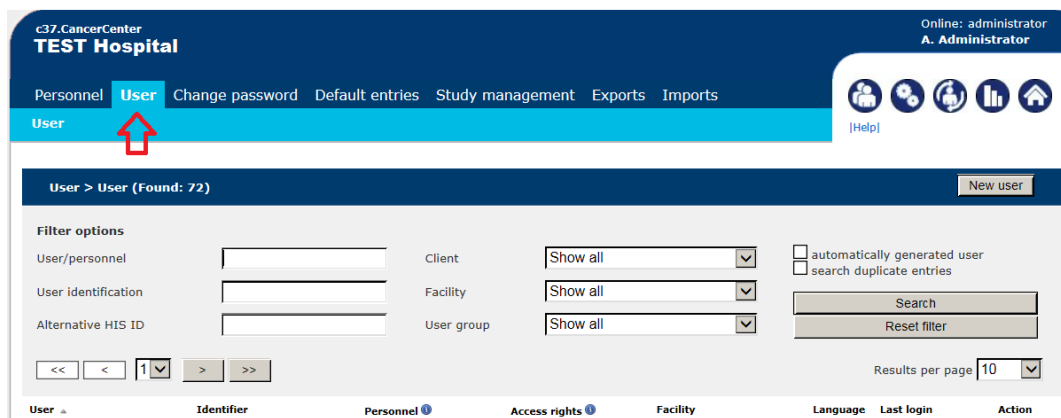 c37.CancerCenter
TEST Hospital
Online: administrator
A. Administrator
Personnel User Change password Default entries Study management Exports Imports
|Help|
User
User > User (Found: 72)
New user
Filter options
User/personnel
Client Show all
automatically generated user
search duplicate entries
User identification
Facility Show all
Search
Alternative HIS ID
User group Show all
Reset filter
<< < 1 > >>
Results per page 10
User Identifier Personnel Access rights Facility Language Last login Action